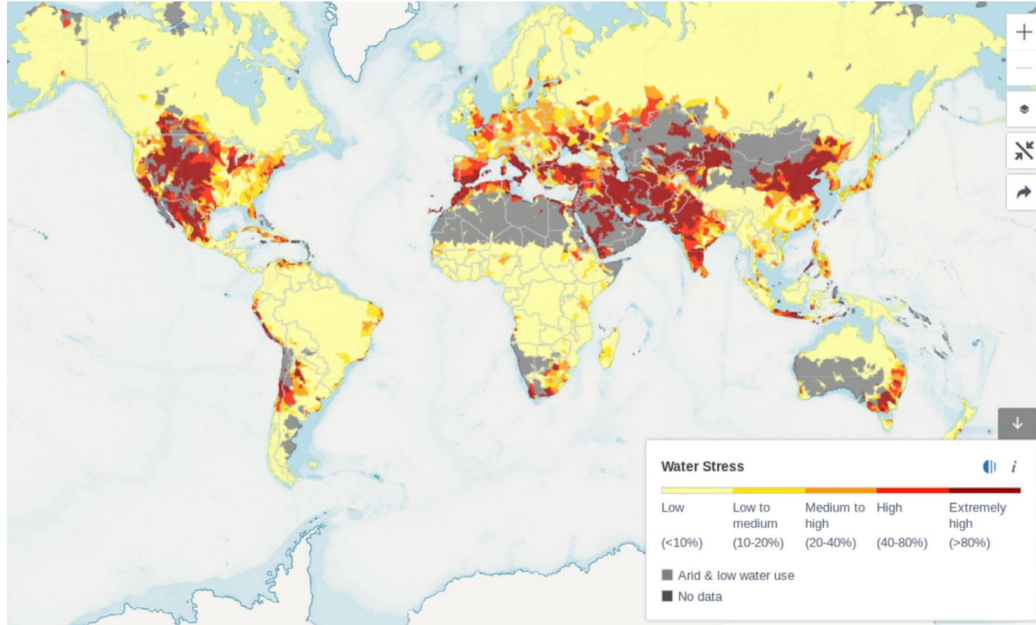 Water Stress
Low
Low to
medium
Medium to
high
High
Extremely
high
(<10%)
(10-20%)
(20-40%)
(40-80%)
(>80%)
Arid & low water use
No data